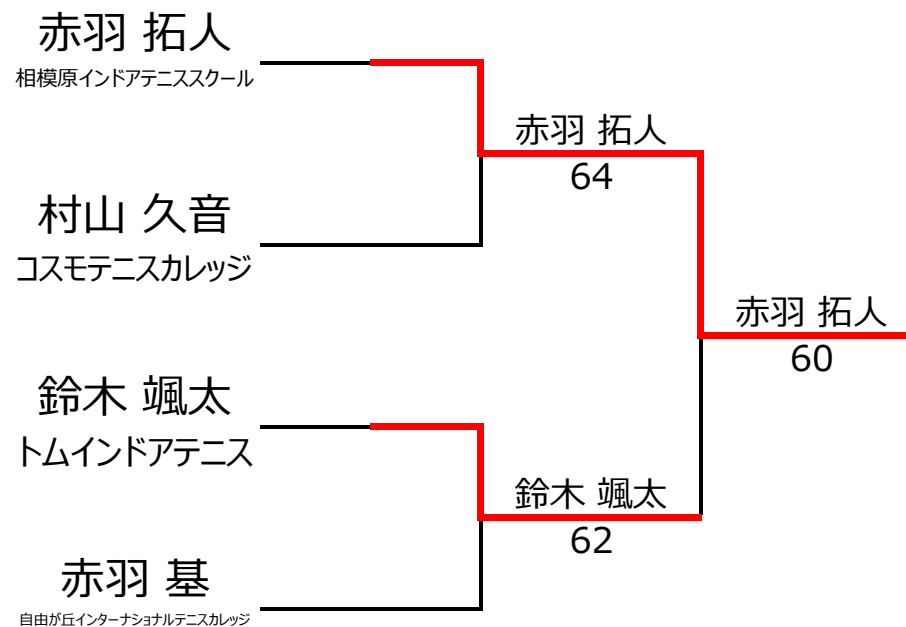 赤羽 拓人
相模原インドアテニススクール
赤羽 拓人
64
村山 久音
コスモテニスカレッジ
赤羽 拓人
60
鈴木 颯太
トムインドアテニス
鈴木 颯太
62
赤羽 基
自由が丘インターナショナルテニスカレッジ